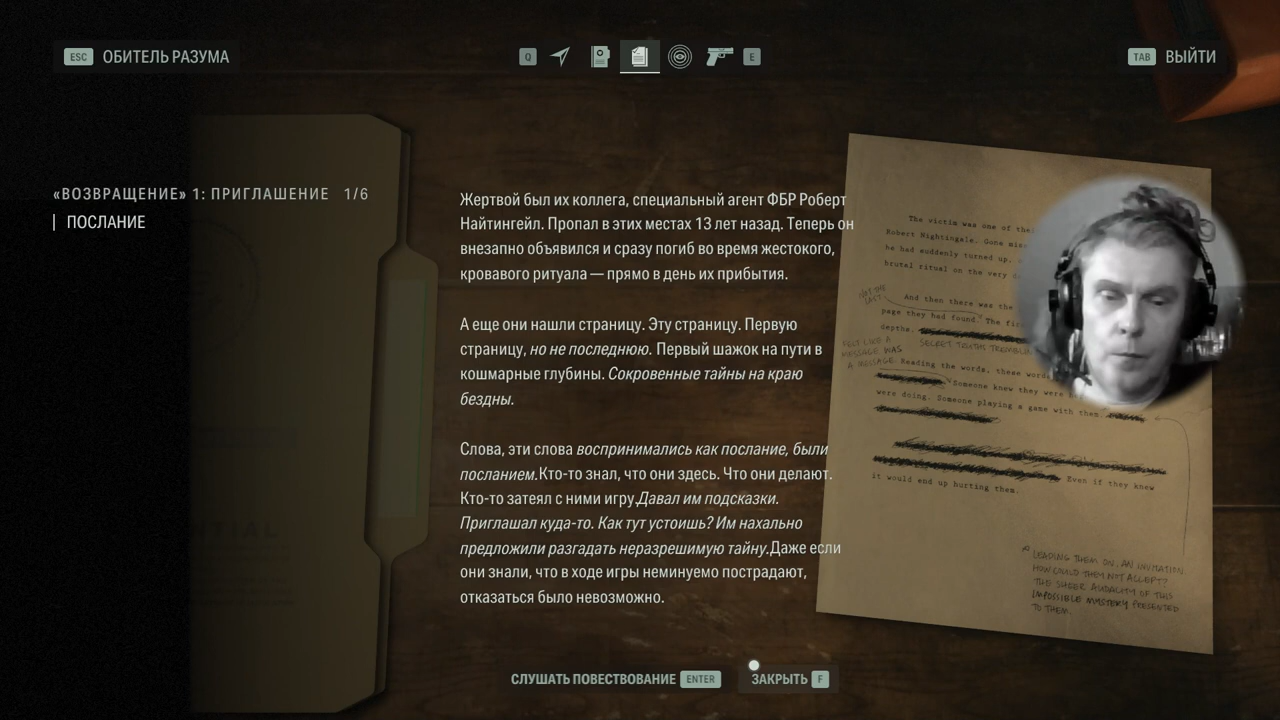 ESC ОБИТЕЛЬ РАЗУМА
Q
E
TAB ВЫЙТИ
«ВОЗВРАЩЕНИЕ» 1: ПРИГЛАШЕНИЕ 1/6
ПОСЛАНИЕ
Жертвой был их коллега, специальный агент ФБР Роберт
Найтингейл. Пропал в этих местах 13 лет назад. Теперь он
внезапно объявился и сразу погиб во время жестокого,
кровавого ритуала — прямо в день их прибытия.
А еще они нашли страницу. Эту страницу. Первую
страницу, но не последнюю. Первый шажок на пути в
кошмарные глубины. Сокровенные тайны на краю
бездны.
Слова, эти слова воспринимались как послание, были
посланием.Кто-то знал, что они здесь. Что они делают.
Кто-то затеял с ними игру.Давал им подсказки.
Приглашал куда-то. Как тут устоишь? Им нахально
предложили разгадать неразрешимую тайну.Даже если
они знали, что в ходе игры неминуемо пострадают,
отказаться было невозможно.
The victim was one of thei
Robert Nightingale. Gone mis
he had suddenly turned up.
brutal ritual on the very
NOT THE
LAST
And then there was the
page they had found. The fir
depths.
SECRET TRUTHS TREMBL
FELT LIKE A
MESSAGE WAS
A MESSAGE
Reading the words, these word
Someone knew they were
were doing. Someone playing a game with them.
Even if they knew
it would end up hurting them.
LEADING THEM ON. AN INVITATION.
HOW COULD THEY NOT ACCEPT?
THE SHEER AUDACITY OF THIS
IMPOSSIBLE MYSTERY PRESENTED
TO THEM.
NTIAL
СЛУШАТЬ ПОВЕСТВОВАНИЕ ENTER
ЗАКРЫТЬ F